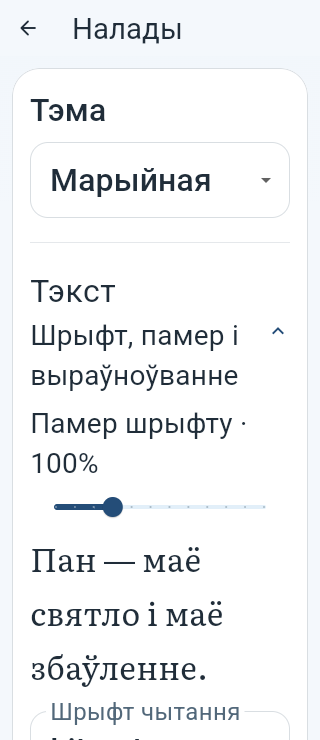 Налады
Тэма
Марыйная
Тэкст
Шрыфт, памер і
выраўноўванне
Памер шрыфту ·
100%
Пан — маё
святло і маё
збаўленне.
Шрыфт чытання